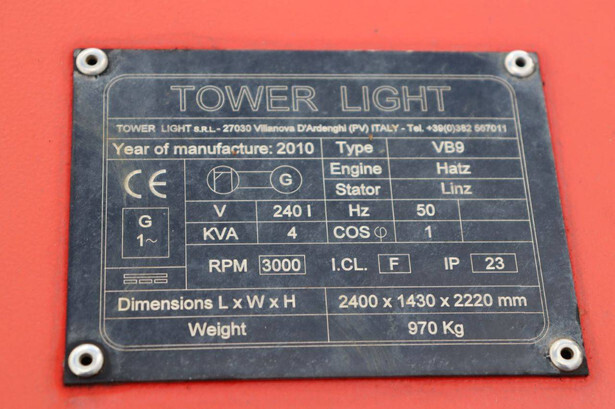 TOWER LIGHT
TOWER LIGHT S.R.L. - 27030 Villanova D'Ardenghi (PV) ITALY - Tel. +39(0)382 567011
Year of manufacture: 2010 Type VB9
CE G Engine Hatz
Stator Linz
G 1~ V 240 I Hz 50
KVA 4 COS φ 1
RPM 3000 I.CL. F IP 23
Dimensions L x W x H 2400 x 1430 x 2220 mm
Weight 970 Kg